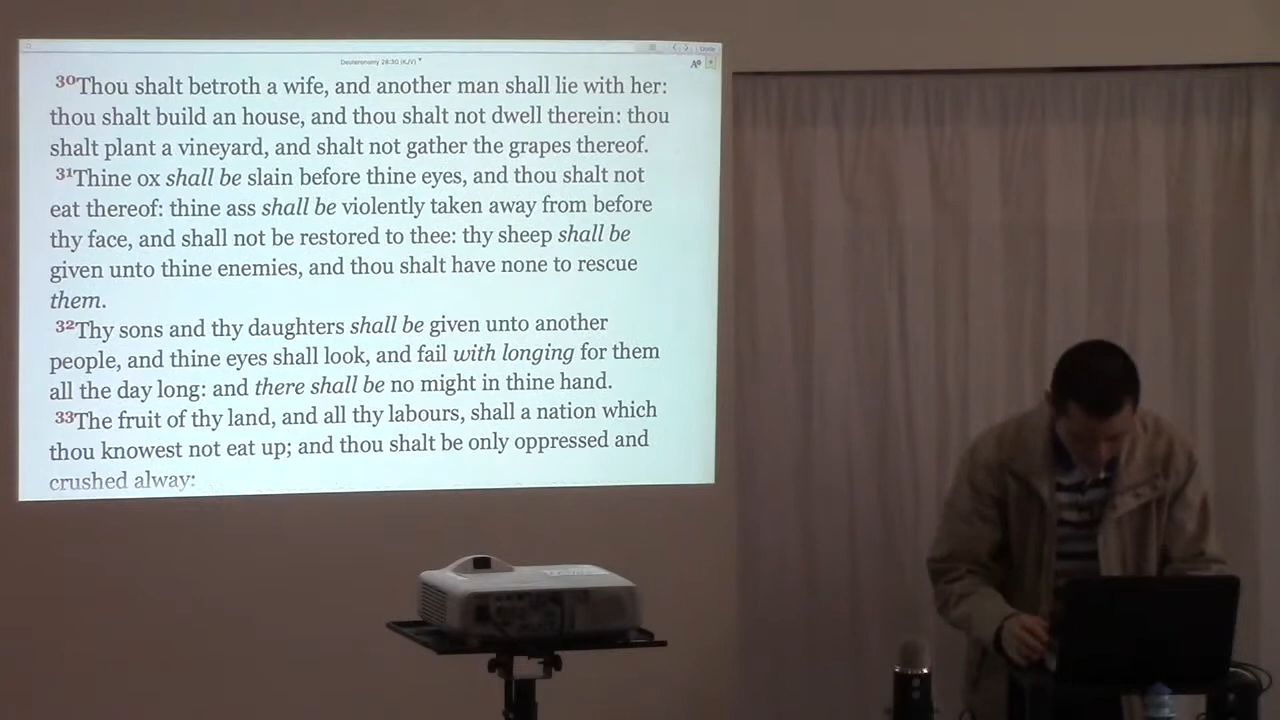 Deuteronomy 28:30 (KJV)
30Thou shalt betroth a wife, and another man shall lie with her:
thou shalt build an house, and thou shalt not dwell therein: thou
shalt plant a vineyard, and shalt not gather the grapes thereof.
31Thine ox shall be slain before thine eyes, and thou shalt not
eat thereof: thine ass shall be violently taken away from before
thy face, and shall not be restored to thee: thy sheep shall be
given unto thine enemies, and thou shalt have none to rescue
them.
32Thy sons and thy daughters shall be given unto another
people, and thine eyes shall look, and fail with longing for them
all the day long: and there shall be no might in thine hand.
33The fruit of thy land, and all thy labours, shall a nation which
thou knowest not eat up; and thou shalt be only oppressed and
crushed alway: